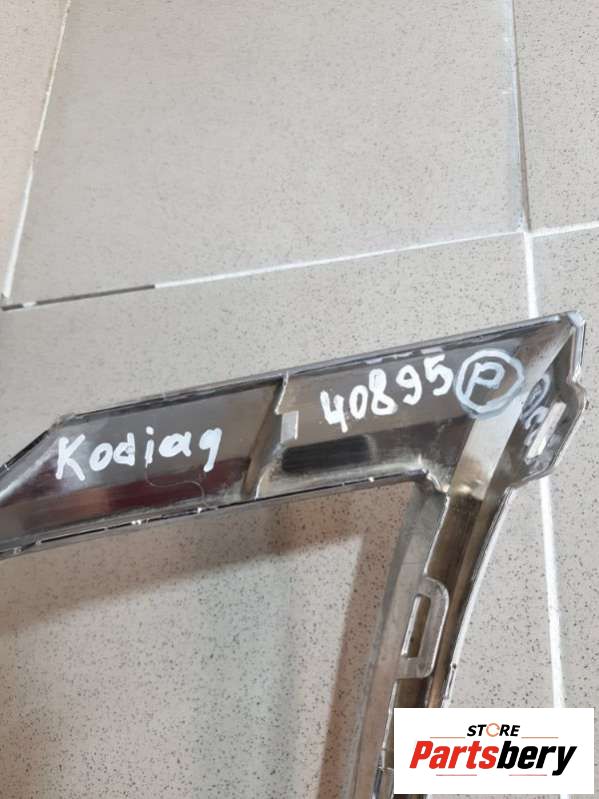 Kodiaq
40895 P
STORE
Partsbery